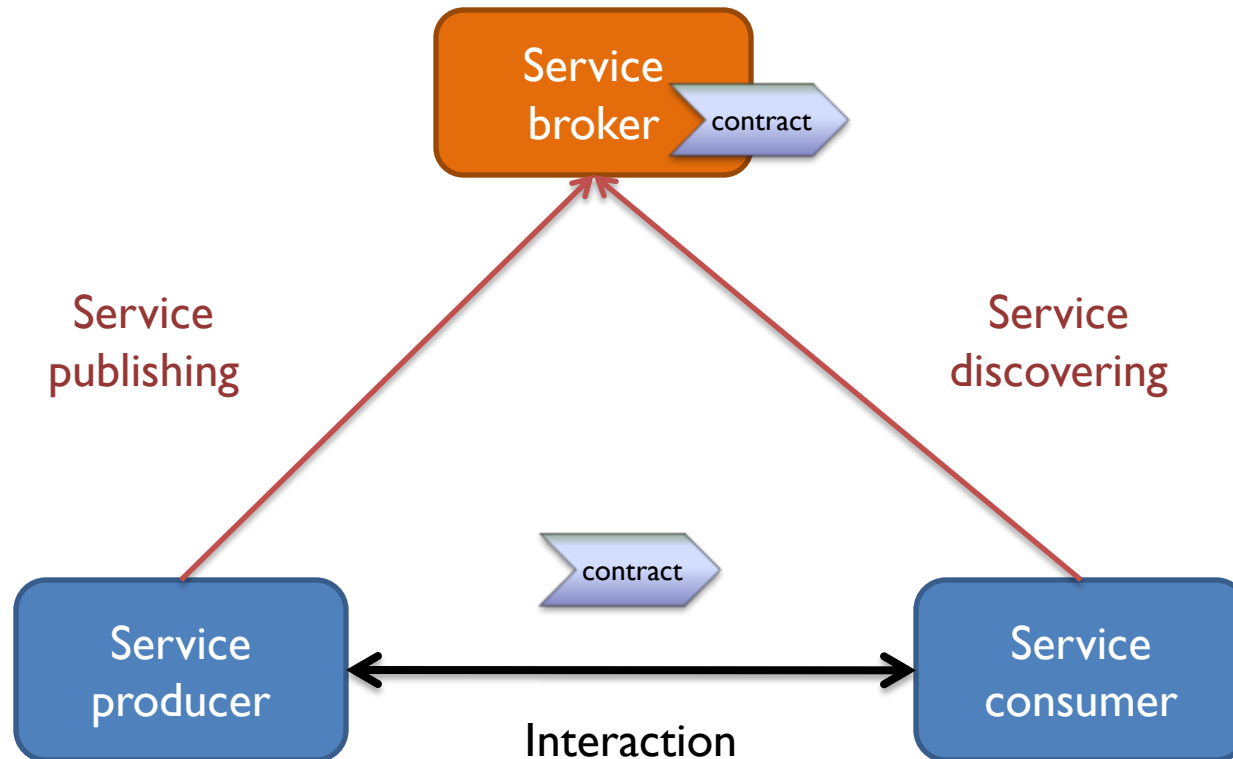 Service
broker
contract
Service
publishing
Service
discovering
contract
Service
producer
Service
consumer
Interaction